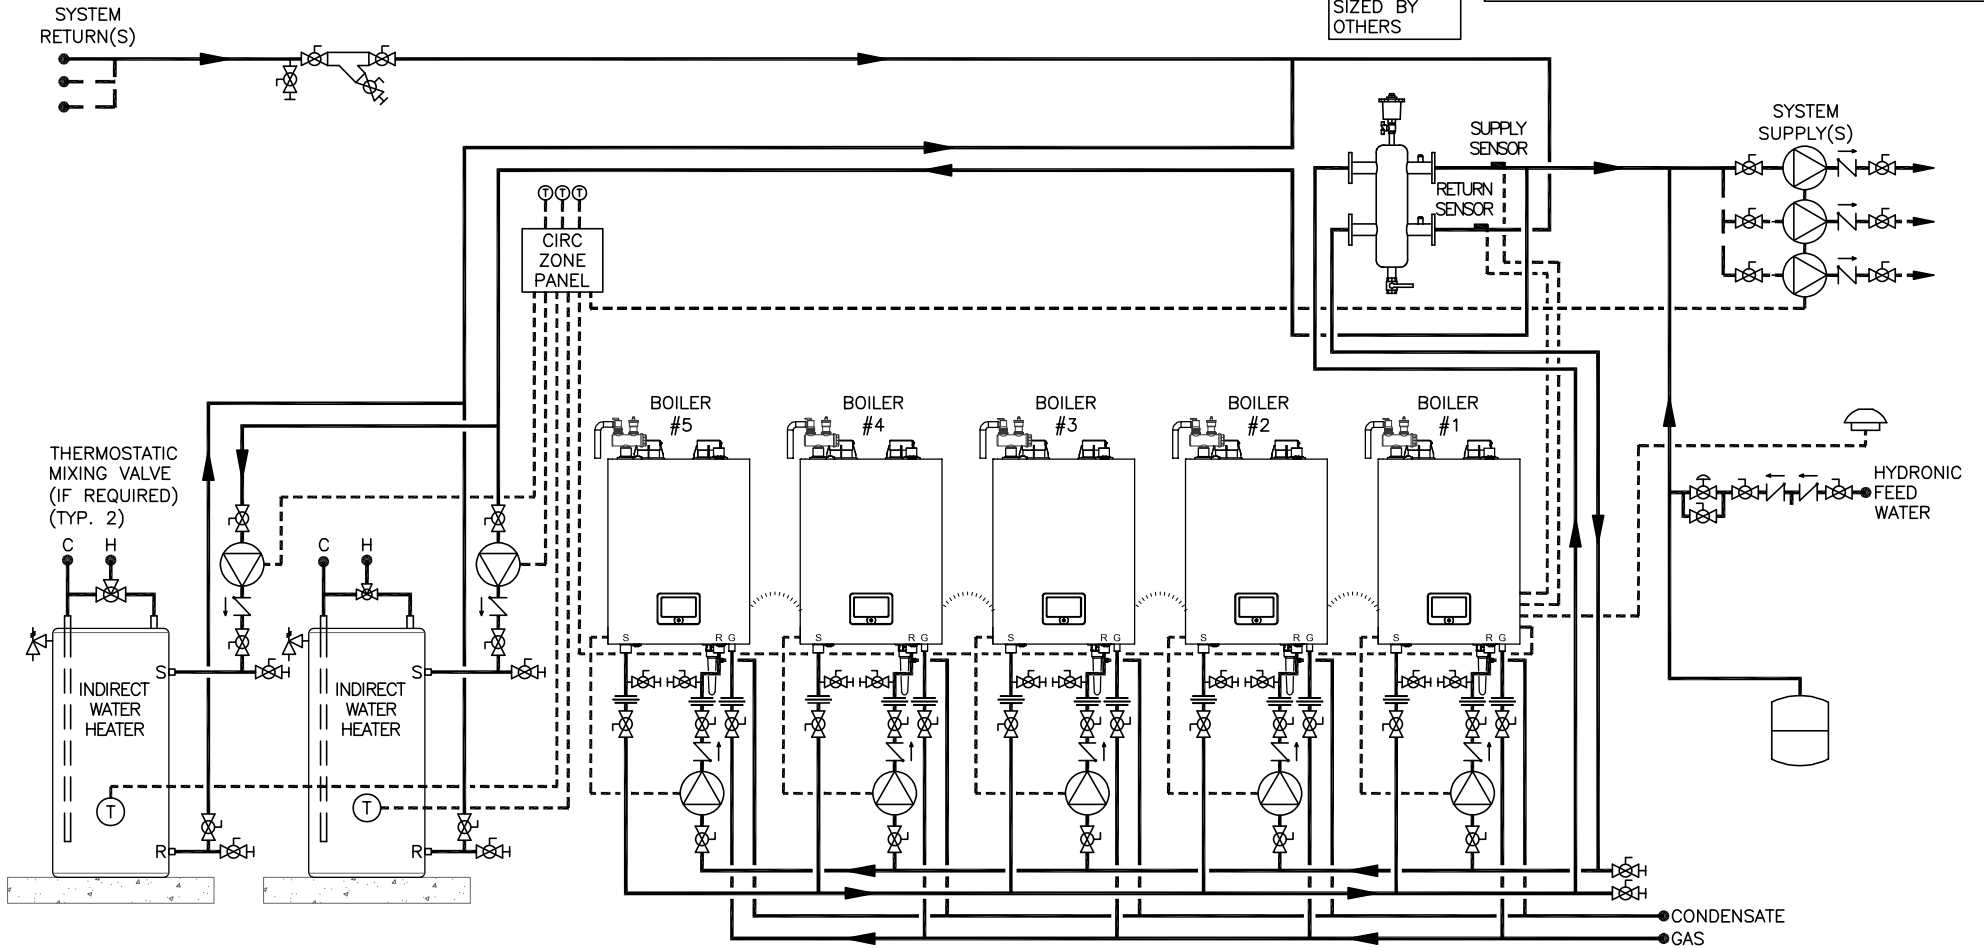 SYSTEM
RETURN(S)
SIZED BY
OTHERS
SYSTEM
SUPPLY(S)
SUPPLY
SENSOR
RETURN
SENSOR
T T T
CIRC
ZONE
PANEL
BOILER
#5
BOILER
#4
BOILER
#3
BOILER
#2
BOILER
#1
THERMOSTATIC
MIXING VALVE
(IF REQUIRED)
(TYP. 2)
HYDRONIC
FEED
WATER
C H
C H
S R G
S R G
S R G
S R G
S R G
S
INDIRECT
WATER
HEATER
T
R
S
INDIRECT
WATER
HEATER
T
R
CONDENSATE
GAS